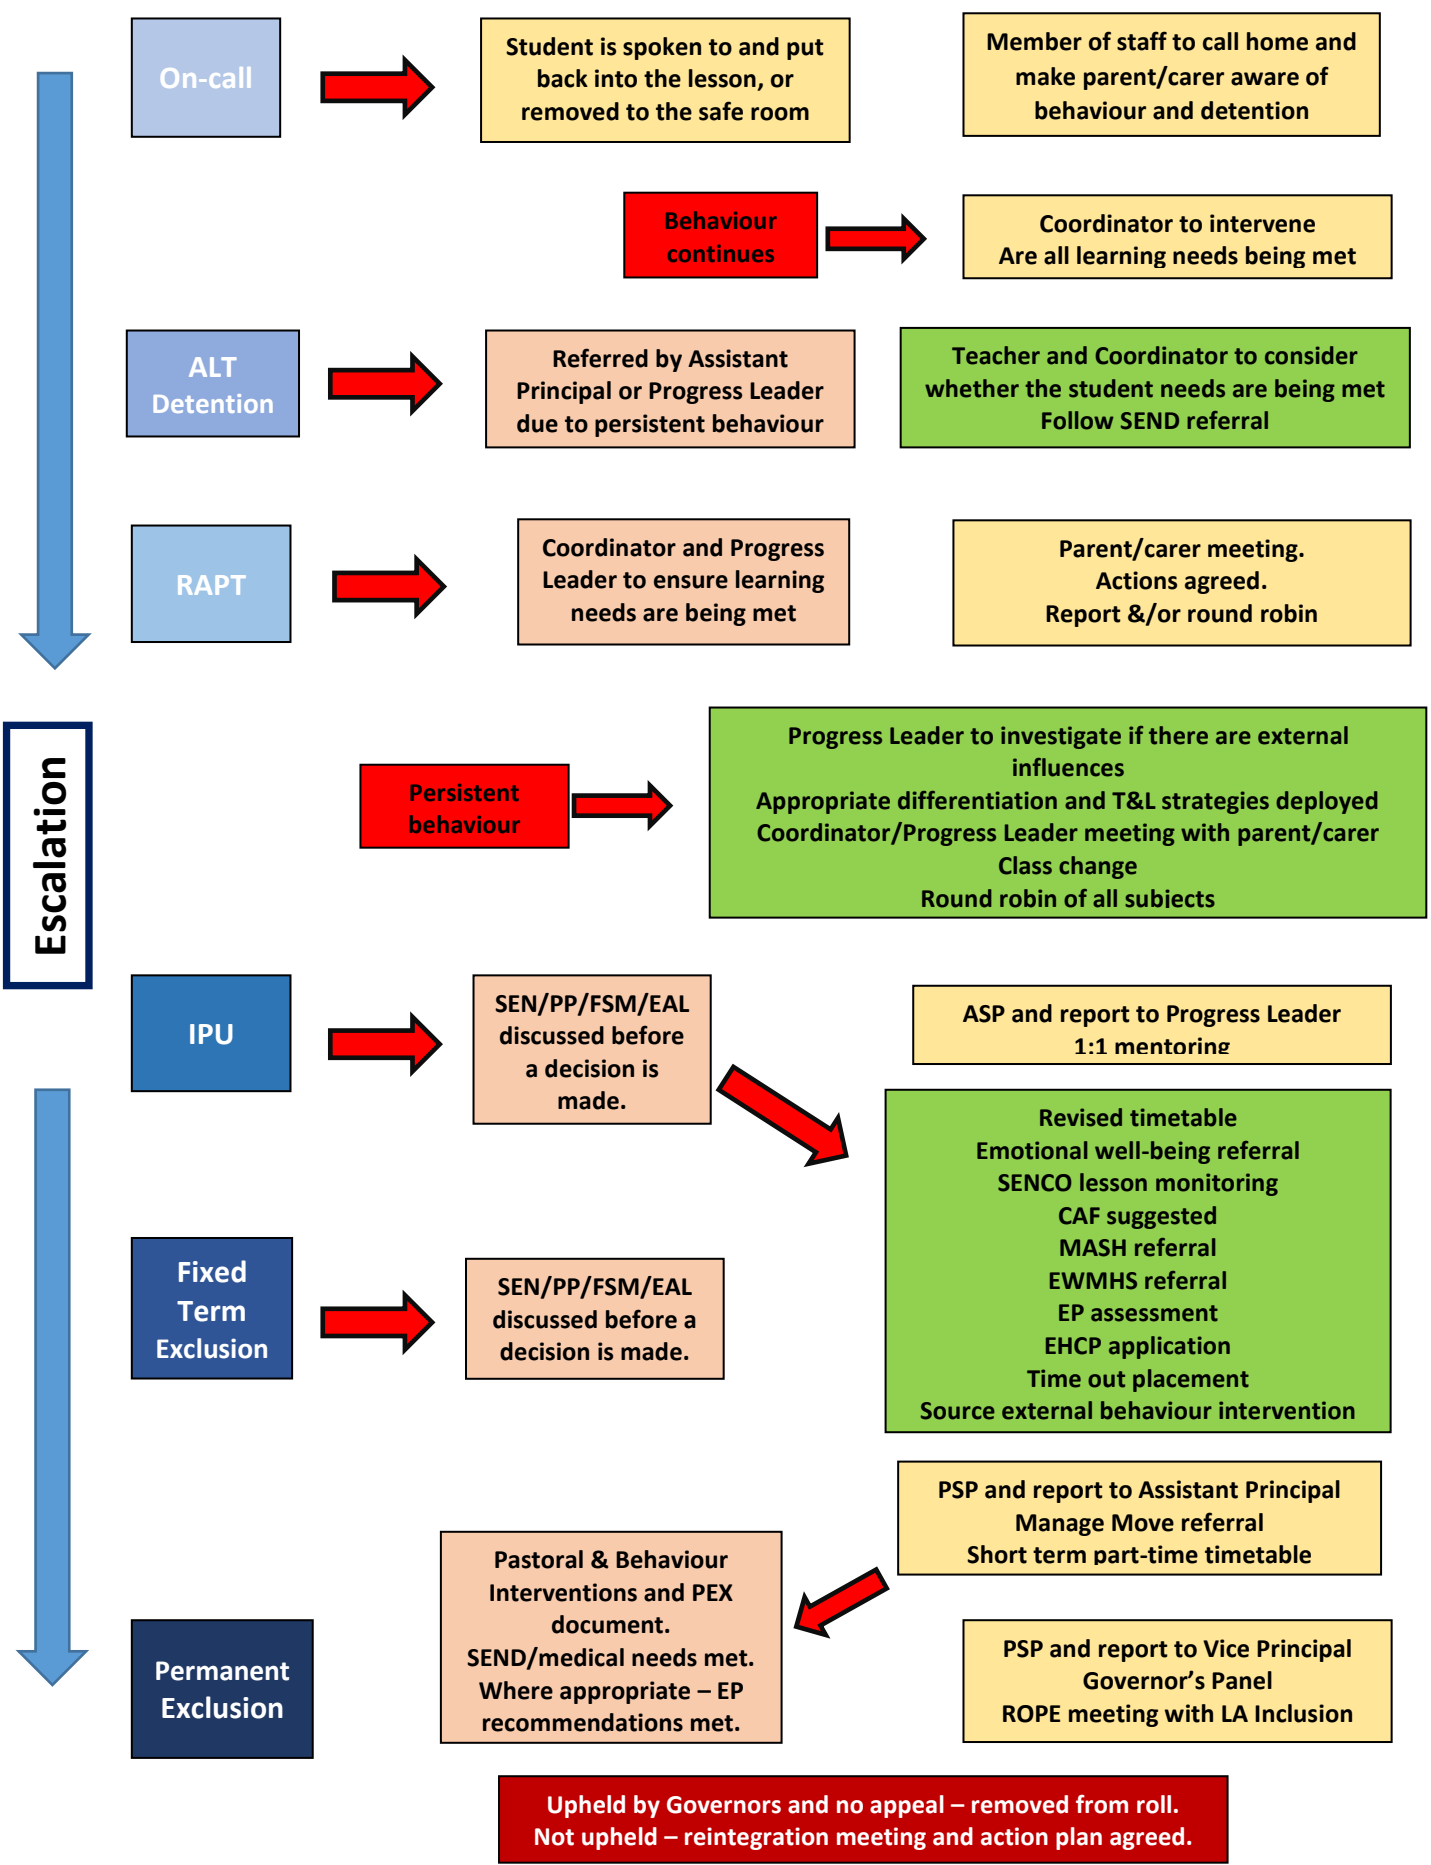 On-call
Student is spoken to and put
back into the lesson, or
removed to the safe room
Member of staff to call home and
make parent/carer aware of
behaviour and detention
Behaviour
continues
Coordinator to intervene
Are all learning needs being met
ALT
Detention
Referred by Assistant
Principal or Progress Leader
due to persistent behaviour
Teacher and Coordinator to consider
whether the student needs are being met
Follow SEND referral
RAPT
Coordinator and Progress
Leader to ensure learning
needs are being met
Parent/carer meeting.
Actions agreed.
Report &/or round robin
Escalation
Persistent
behaviour
Progress Leader to investigate if there are external
influences
Appropriate differentiation and T&L strategies deployed
Coordinator/Progress Leader meeting with parent/carer
Class change
Round robin of all subjects
IPU
SEN/PP/FSM/EAL
discussed before
a decision is
made.
ASP and report to Progress Leader
1:1 mentoring
Revised timetable
Emotional well-being referral
SENCO lesson monitoring
CAF suggested
MASH referral
EWMHS referral
EP assessment
EHCP application
Time out placement
Source external behaviour intervention
Fixed
Term
Exclusion
SEN/PP/FSM/EAL
discussed before a
decision is made.
PSP and report to Assistant Principal
Manage Move referral
Short term part-time timetable
Permanent
Exclusion
Pastoral & Behaviour
Interventions and PEX
document.
SEND/medical needs met.
Where appropriate – EP
recommendations met.
PSP and report to Vice Principal
Governor’s Panel
ROPE meeting with LA Inclusion
Upheld by Governors and no appeal – removed from roll.
Not upheld – reintegration meeting and action plan agreed.